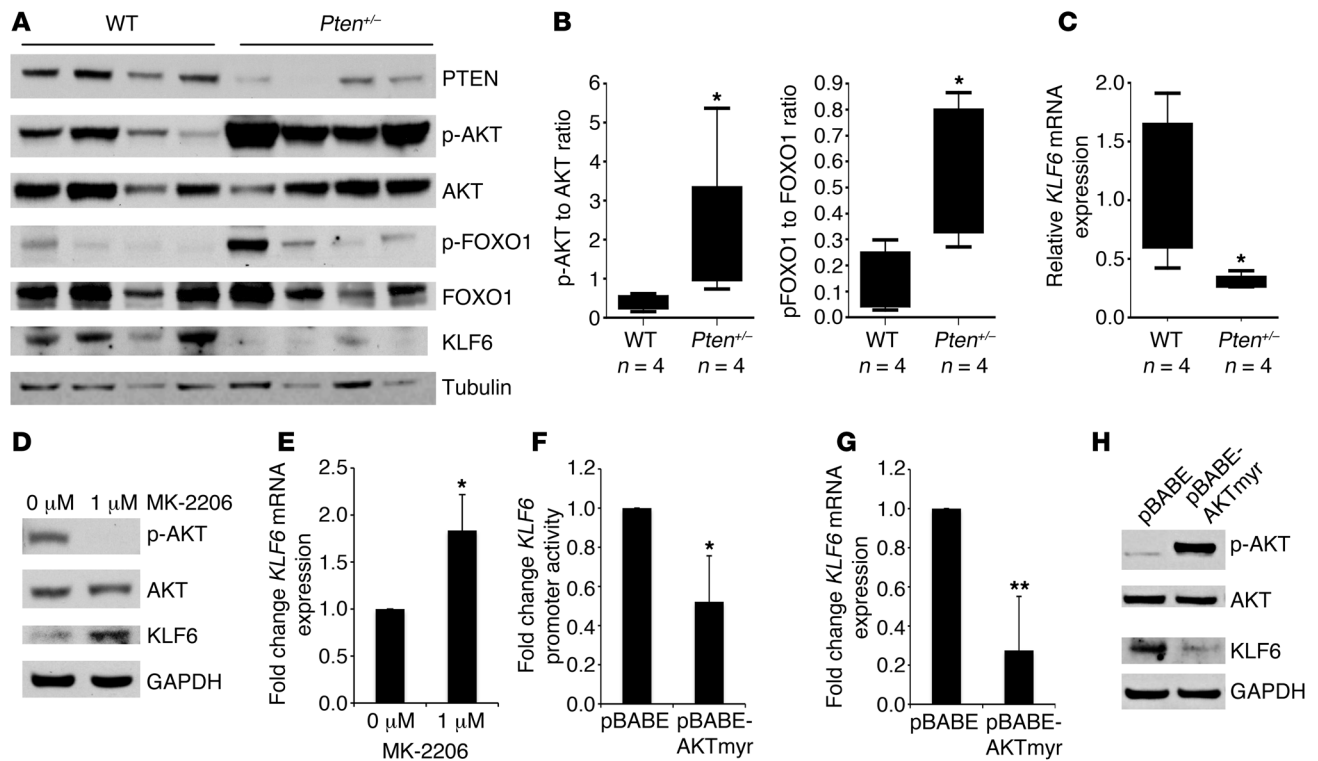 A
WT
Pten+/–
PTEN
p-AKT
AKT
p-FOXO1
FOXO1
KLF6
Tubulin
B
p-AKT to AKT ratio
6
5
4
3
2
1
0
*
WT
n = 4
Pten+/–
n = 4
pFOXO1 to FOXO1 ratio
0.9
0.8
0.7
0.6
0.5
0.4
0.3
0.2
0.1
0.0
*
WT
n = 4
Pten+/–
n = 4
C
Relative KLF6 mRNA
expression
2.0
1.5
1.0
0.5
0.0
*
WT
n = 4
Pten+/–
n = 4
D
0 μM 1 μM MK-2206
p-AKT
AKT
KLF6
GAPDH
E
Fold change KLF6 mRNA
expression
2.5
2.0
1.5
1.0
0.5
0.0
*
0 μM 1 μM
MK-2206
F
Fold change KLF6
promoter activity
1.2
1.0
0.8
0.6
0.4
0.2
0.0
*
pBABE
pBABE-
AKTmyr
G
Fold change KLF6 mRNA
expression
1.2
1.0
0.8
0.6
0.4
0.2
0.0
**
pBABE
pBABE-
AKTmyr
H
pBABE
pBABE-
AKTmyr
p-AKT
AKT
KLF6
GAPDH